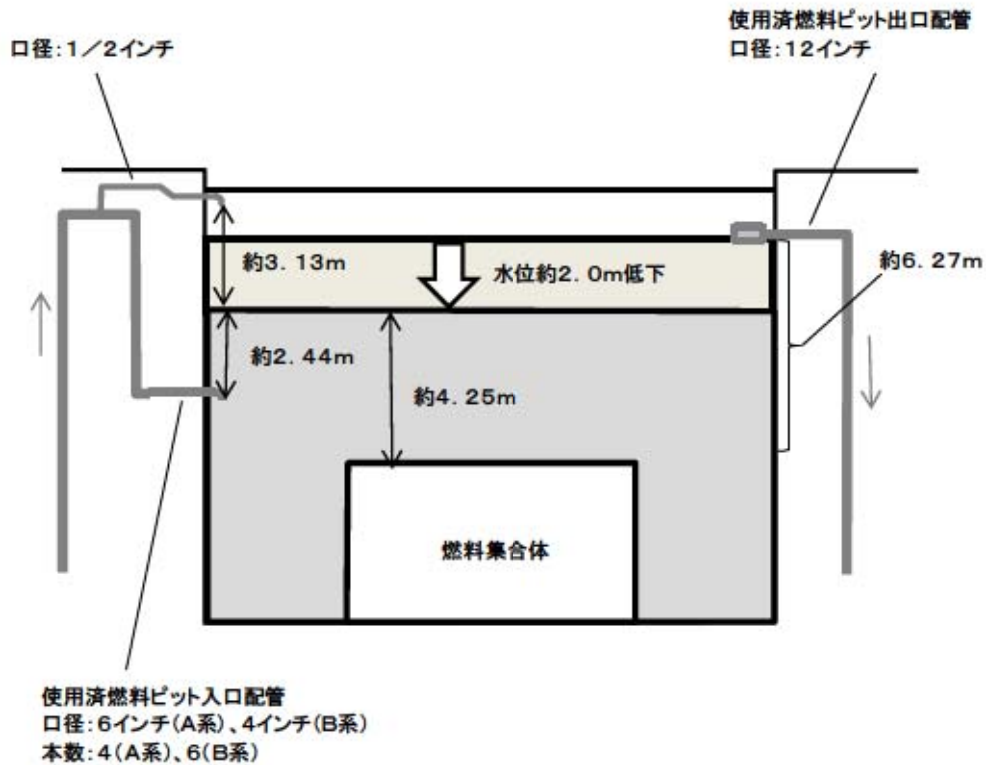 口径:1/2インチ
使用済燃料ピット出口配管
口径:12インチ
約3.13m
水位約2.0m低下
約6.27m
約2.44m
約4.25m
燃料集合体
使用済燃料ピット入口配管
口径:6インチ(A系)、4インチ(B系)
本数:4(A系)、6(B系)